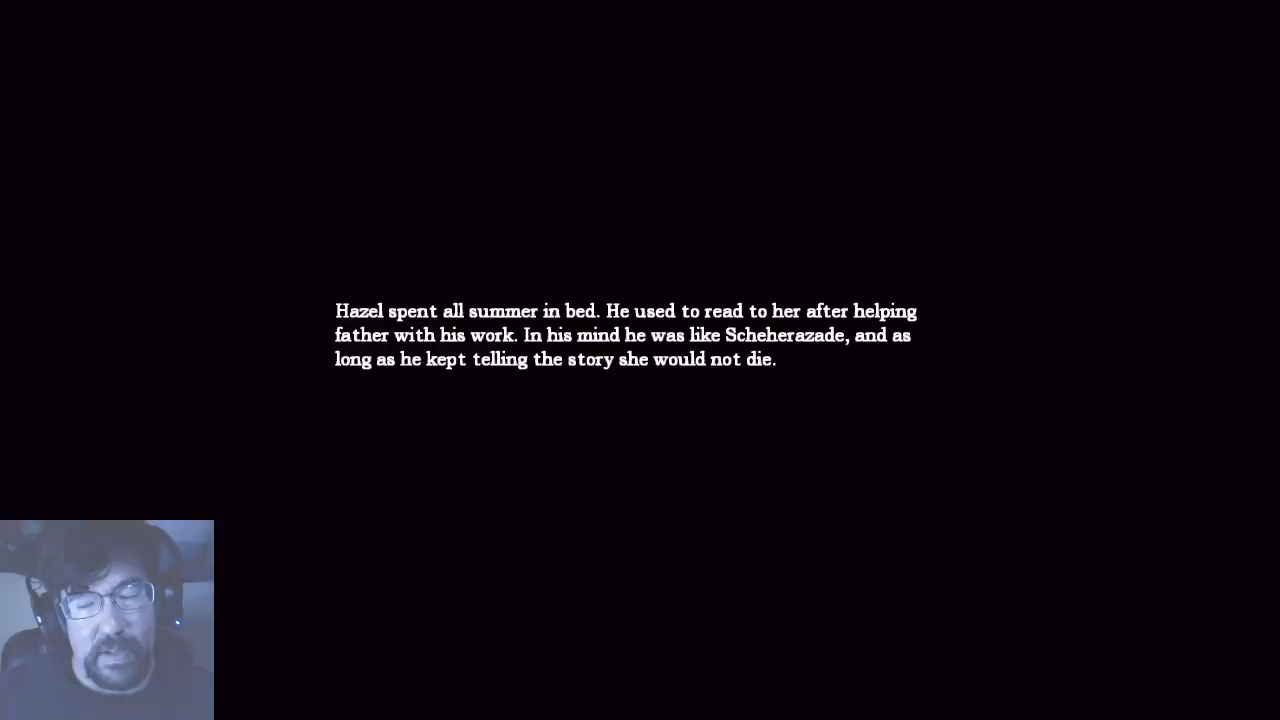 Hazel spent all summer in bed. He used to read to her after helping
father with his work. In his mind he was like Scheherazade, and as
long as he kept telling the story she would not die.